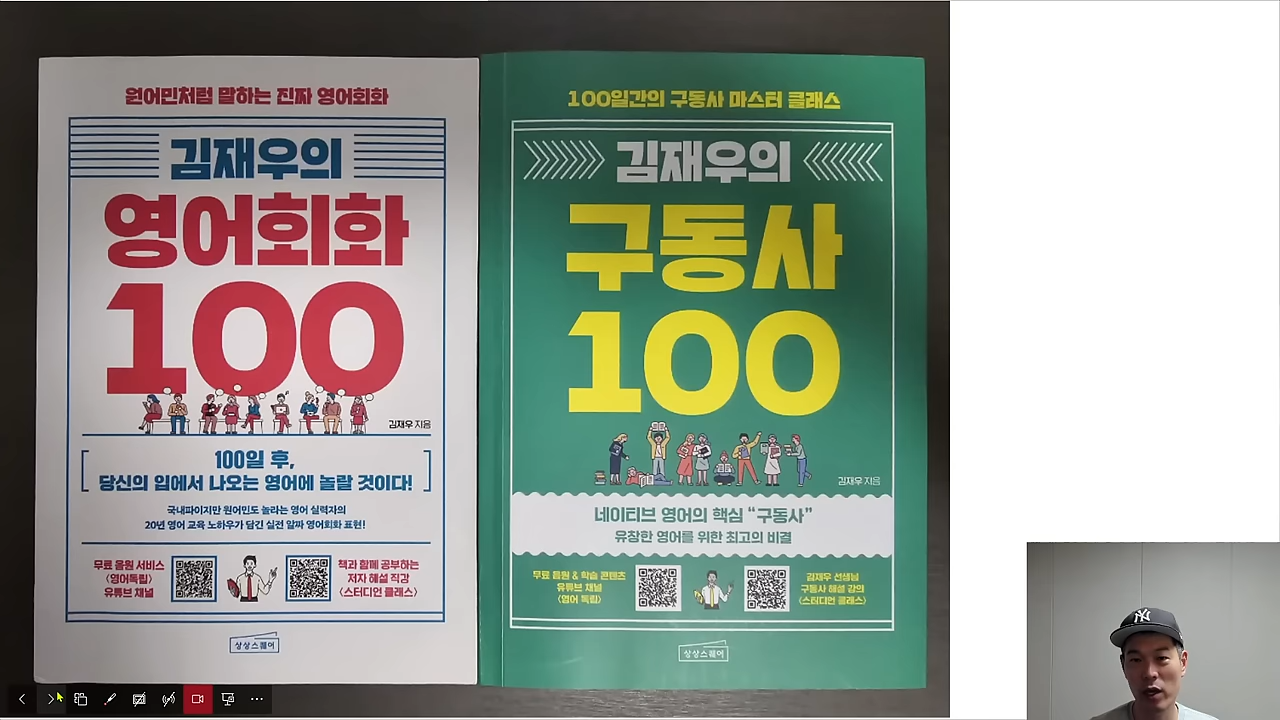 원어민처럼 말하는 진짜 영어회화
김재우의
영어회화
100
김재우 지음
100일 후,
당신의 입에서 나오는 영어에 놀랄 것이다!
국내파이지만 원어민도 놀라는 영어 실력자의
20년 영어 교육 노하우가 담긴 실전 알짜 영어회화 표현!
무료 음원 서비스
〈영어독립〉
유튜브 채널
책과 함께 공부하는
저자 해설 직강
〈스터디언 클래스〉
상상스퀘어
100일간의 구동사 마스터 클래스
김재우의
구동사
100
김재우 지음
네이티브 영어의 핵심 “구동사”
유창한 영어를 위한 최고의 비결
무료 음원 & 학습 콘텐츠
유튜브 채널
〈영어 독립〉
김재우 선생님
구동사 해설 강의
〈스터디언 클래스〉
상상스퀘어
NY